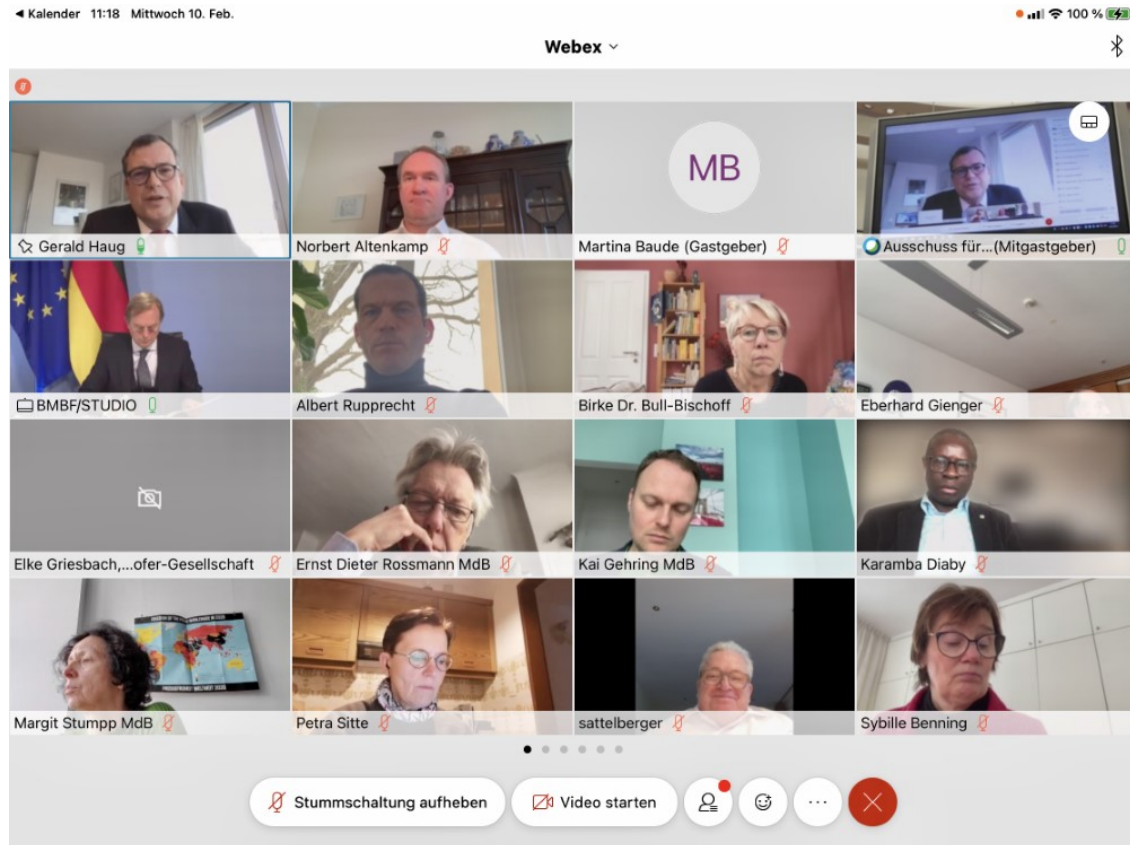 Kalender 11:18 Mittwoch 10. Feb.
100 %
Webex
MB
Gerald Haug
Norbert Altenkamp
Martina Baude (Gastgeber)
Ausschuss für...(Mitgastgeber)
BMBF/STUDIO
Albert Rupprecht
Birke Dr. Bull-Bischoff
Eberhard Gienger
Elke Griesbach,...ofer-Gesellschaft
Ernst Dieter Rossmann MdB
Kai Gehring MdB
Karamba Diaby
Margit Stumpp MdB
Petra Sitte
sattelberger
Sybille Benning
Stummschaltung aufheben
Video starten